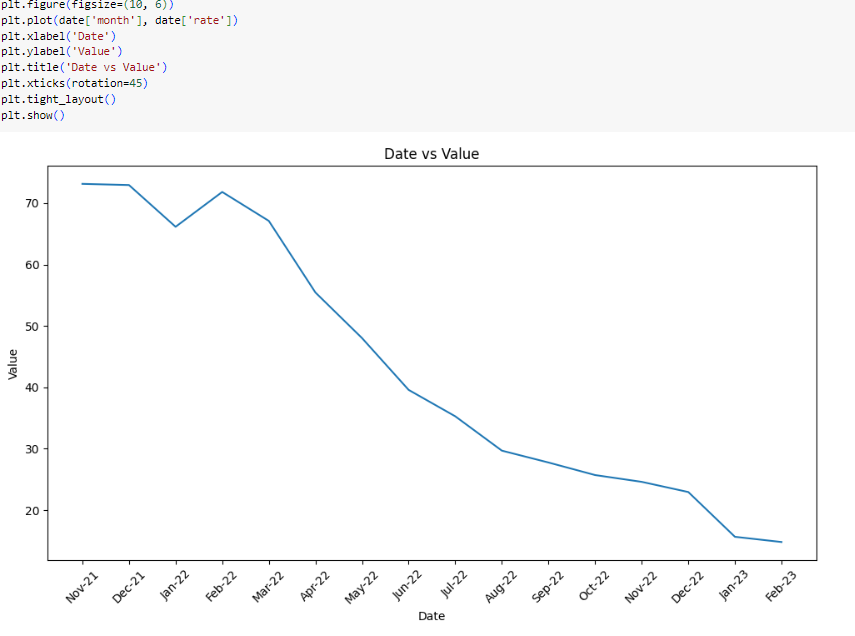 plt.figure(figsize=(10, 6))
plt.plot(date['month'], date['rate'])
plt.xlabel('Date')
plt.ylabel('Value')
plt.title('Date vs Value')
plt.xticks(rotation=45)
plt.tight_layout()
plt.show()
Date vs Value
70
60
50
40
30
20
Value
Nov-21
Dec-21
Jan-22
Feb-22
Mar-22
Apr-22
May-22
Jun-22
Jul-22
Aug-22
Sep-22
Oct-22
Nov-22
Dec-22
Jan-23
Feb-23
Date